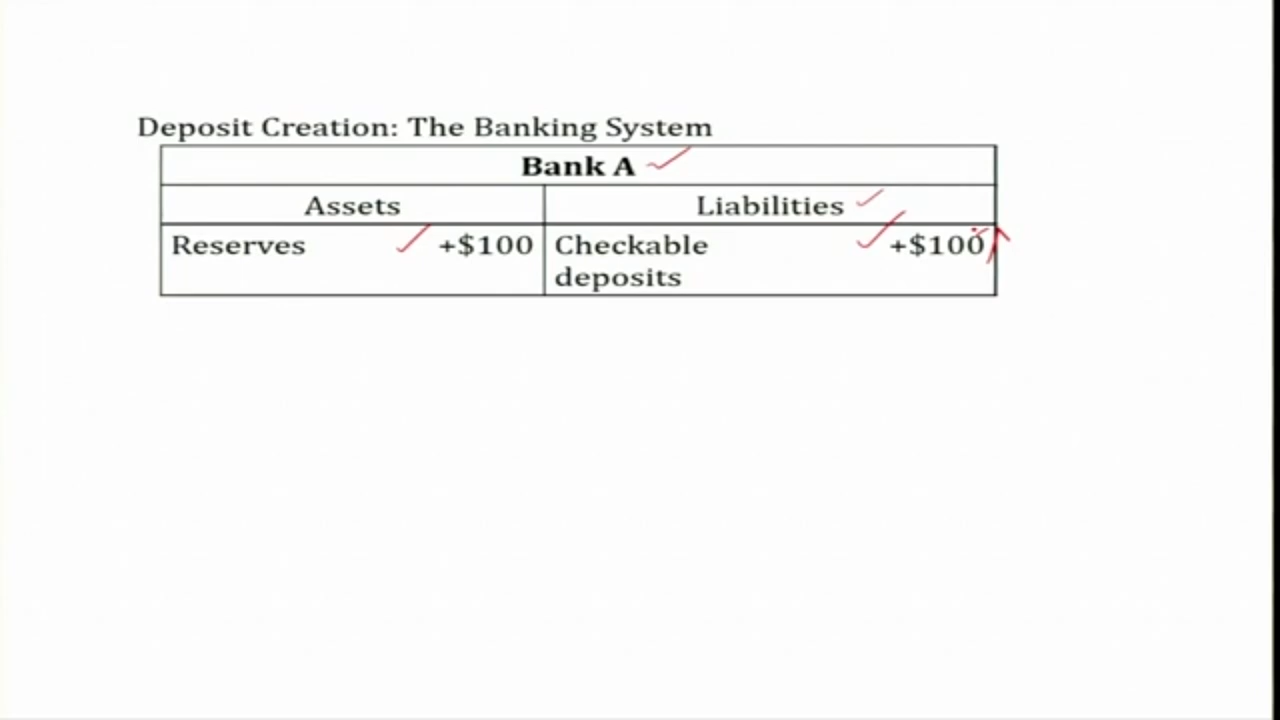 Deposit Creation: The Banking System
Bank A
Assets Liabilities
Reserves +$100 Checkable +$100
deposits